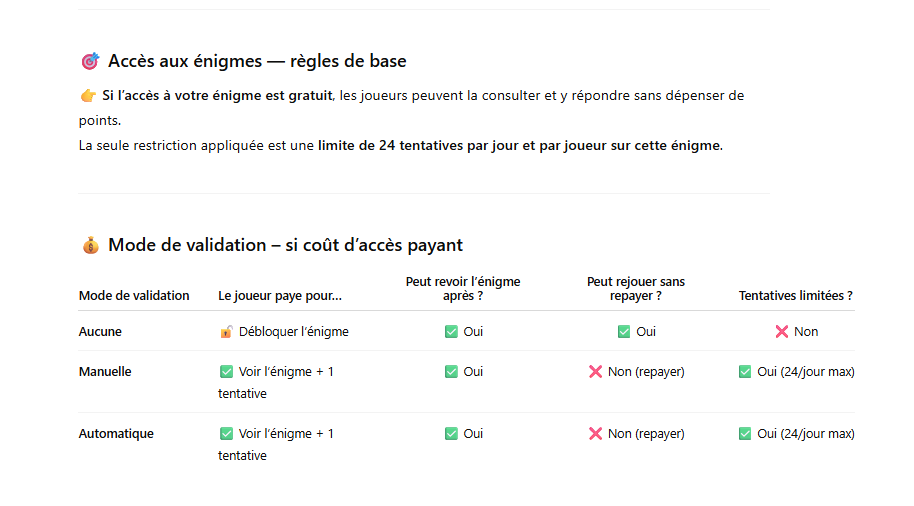 🎯 Accès aux énigmes — règles de base
👉 Si l’accès à votre énigme est gratuit, les joueurs peuvent la consulter et y répondre sans dépenser de
points.
La seule restriction appliquée est une limite de 24 tentatives par jour et par joueur sur cette énigme.
💰 Mode de validation – si coût d’accès payant
Mode de validation Le joueur paye pour... Peut revoir l’énigme après ? Peut rejouer sans repayer ? Tentatives limitées ?
Aucune 🔓 Débloquer l’énigme ✅ Oui ✅ Oui ❌ Non
Manuelle ✅ Voir l’énigme + 1 tentative ✅ Oui ❌ Non (repayer) ✅ Oui (24/jour max)
Automatique ✅ Voir l’énigme + 1 tentative ✅ Oui ❌ Non (repayer) ✅ Oui (24/jour max)